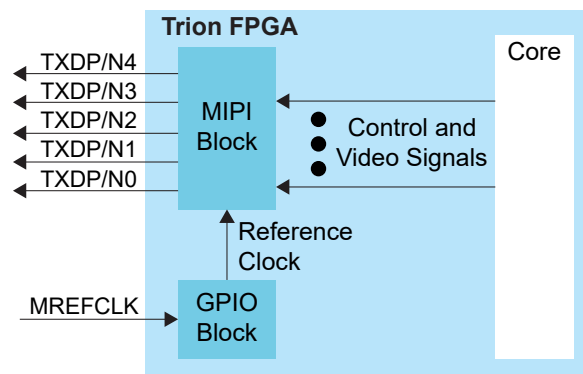 Trion FPGA
Core
TXDP/N4
TXDP/N3
TXDP/N2
TXDP/N1
TXDP/N0
MIPI
Block
Control and
Video Signals
Reference
Clock
MREFCLK
GPIO
Block